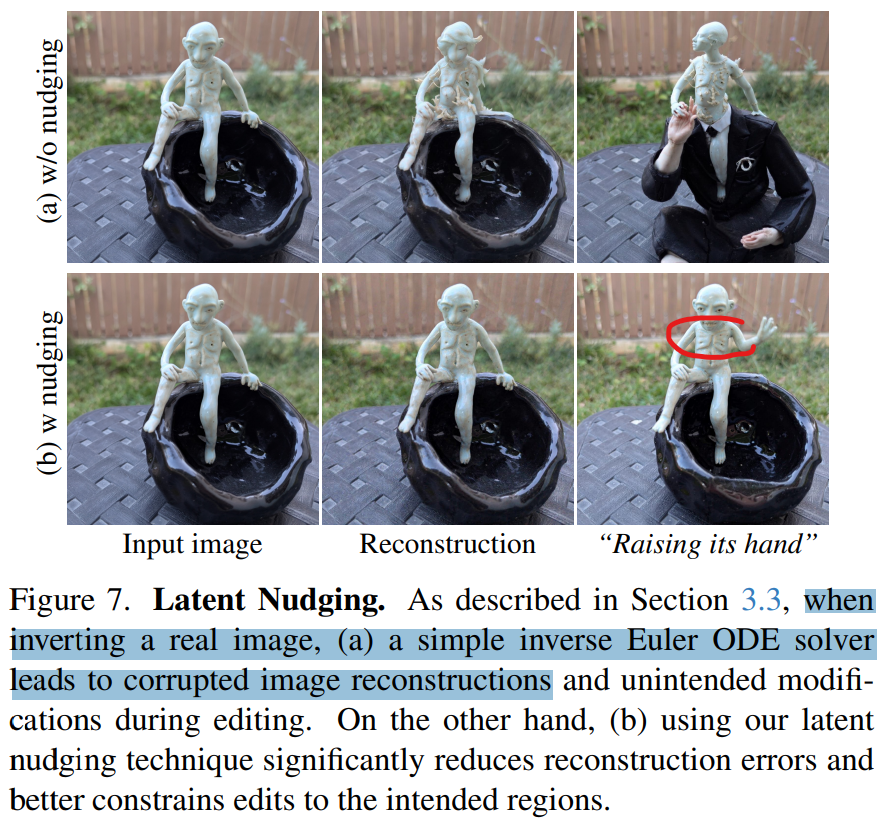 (a) w/o nudging
(b) w nudging
Input image
Reconstruction
“Raising its hand”
Figure 7. Latent Nudging. As described in Section 3.3, when
inverting a real image, (a) a simple inverse Euler ODE solver
leads to corrupted image reconstructions and unintended modifi-
cations during editing. On the other hand, (b) using our latent
nudging technique significantly reduces reconstruction errors and
better constrains edits to the intended regions.